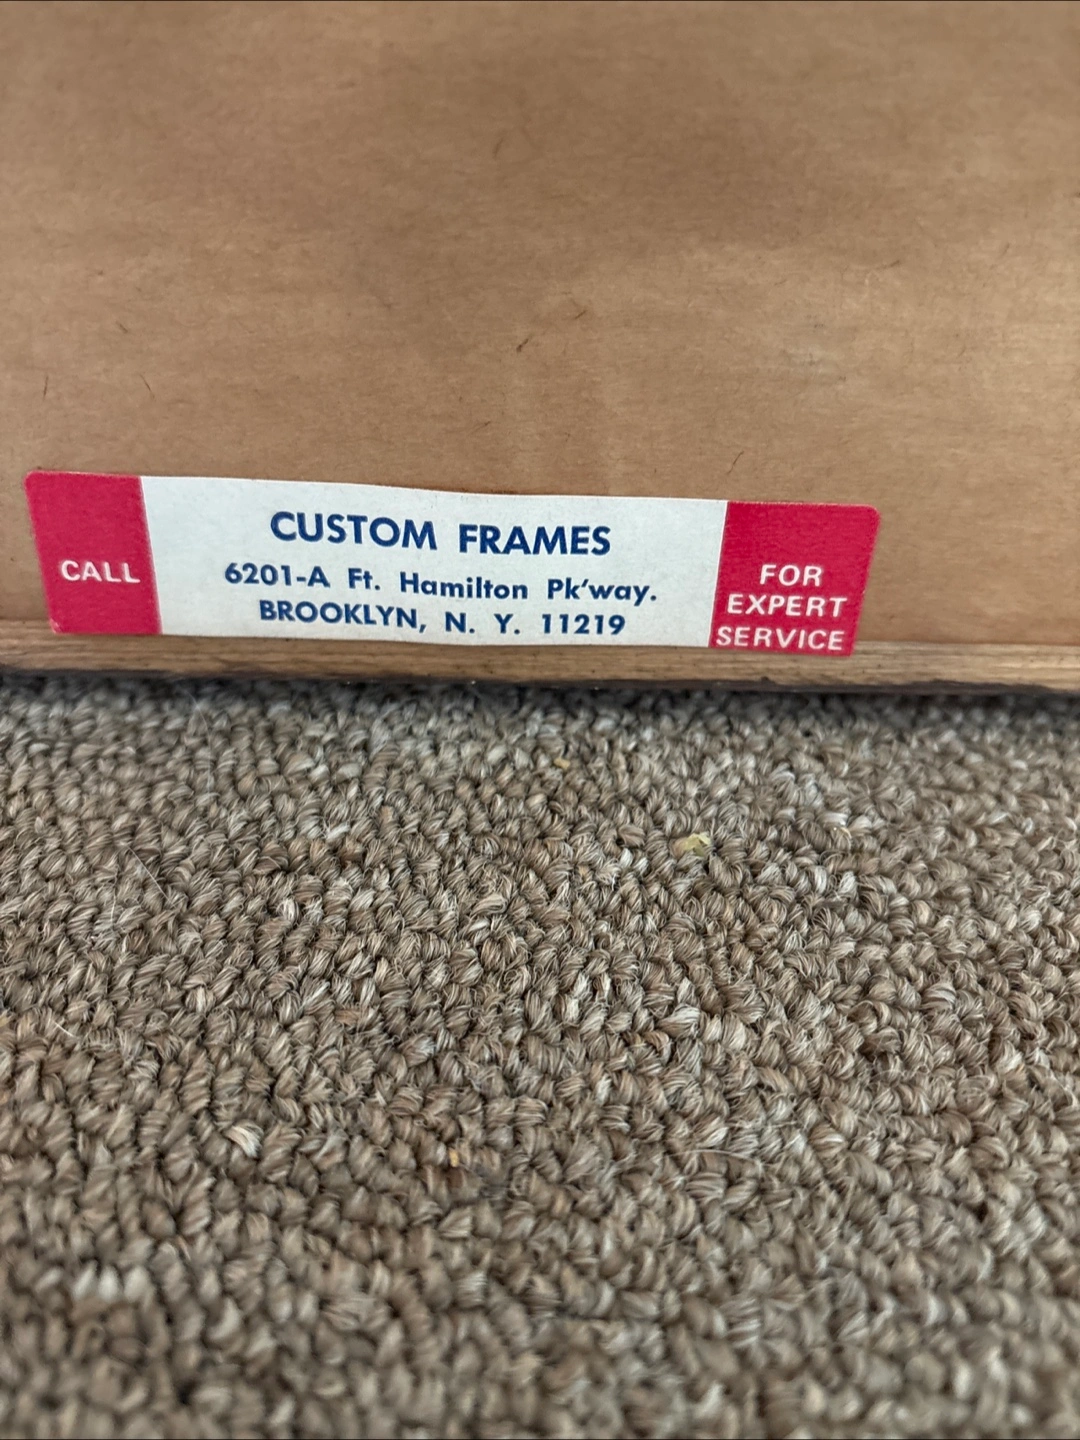 CALL
CUSTOM FRAMES
6201-A Ft. Hamilton Pk'way.
BROOKLYN, N. Y. 11219
FOR
EXPERT
SERVICE